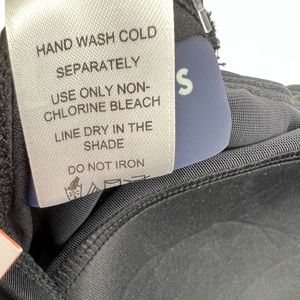 HAND WASH COLD
SEPARATELY
USE ONLY NON-
CHLORINE BLEACH
LINE DRY IN THE
SHADE
DO NOT IRON
S